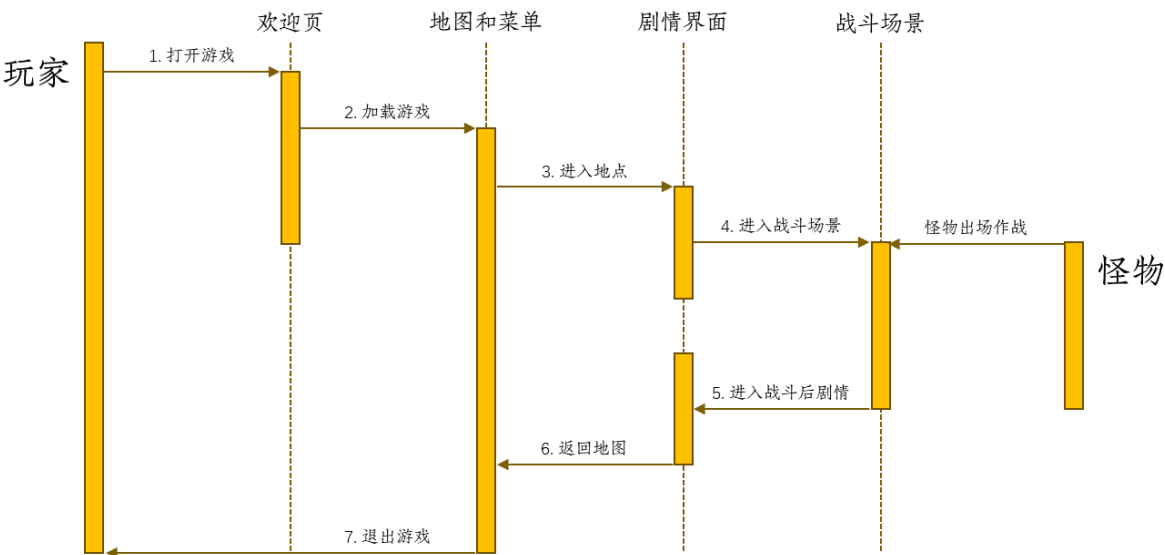 欢迎页
地图和菜单
剧情界面
战斗场景
玩家
1. 打开游戏
2. 加载游戏
3. 进入地点
4. 进入战斗场景
怪物出场作战
怪物
5. 进入战斗后剧情
6. 返回地图
7. 退出游戏